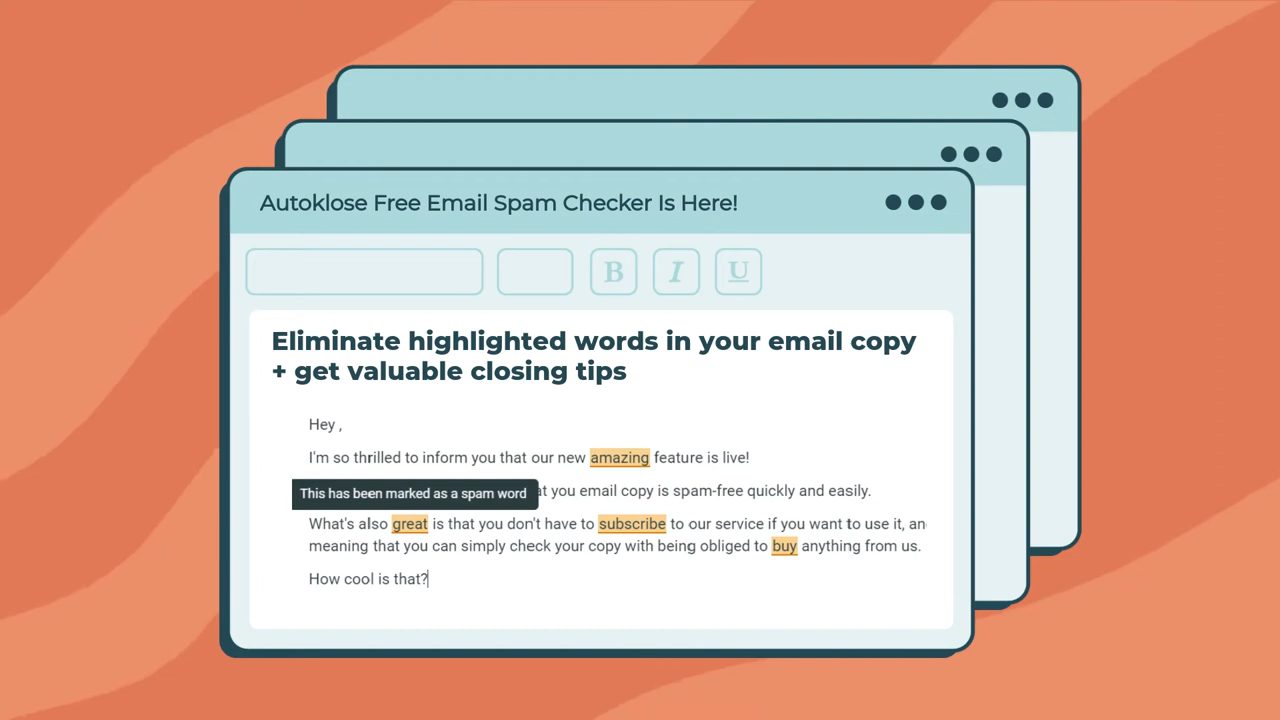 Autoklose Free Email Spam Checker Is Here!
B I U
Eliminate highlighted words in your email copy
+ get valuable closing tips
Hey ,
I'm so thrilled to inform you that our new amazing feature is live!
This has been marked as a spam word at you email copy is spam-free quickly and easily.
What's also great is that you don't have to subscribe to our service if you want to use it, an
meaning that you can simply check your copy with being obliged to buy anything from us.
How cool is that?